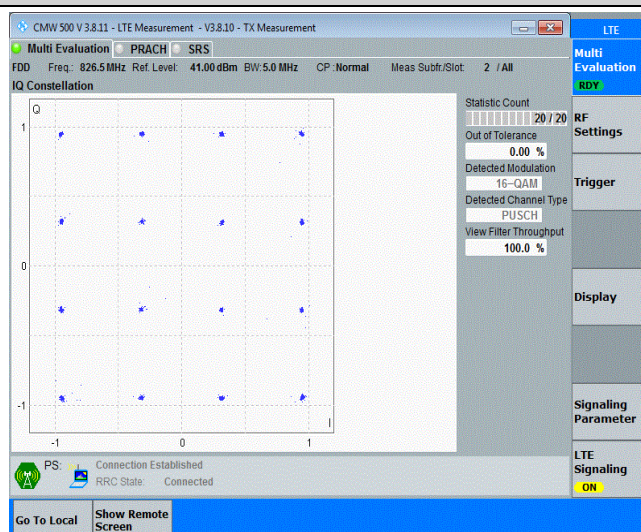 CMW 500 V 3.8.11 - LTE Measurement - V3.8.10 - TX Measurement
LTE
Multi Evaluation PRACH SRS
FDD Freq.: 826.5 MHz Ref. Level: 41.00 dBm BW: 5.0 MHz CP : Normal Meas Subfr./Slot: 2 / All
IQ Constellation
Q
1
0
-1
-1 0 1
I
Statistic Count
20 / 20
Out of Tolerance
0.00 %
Detected Modulation
16-QAM
Detected Channel Type
PUSCH
View Filter Throughput
100.0 %
Multi
Evaluation
RDY
RF
Settings
Trigger
Display
Signaling
Parameter
LTE
Signaling
ON
PS: Connection Established
RRC State: Connected
Go To Local
Show Remote
Screen